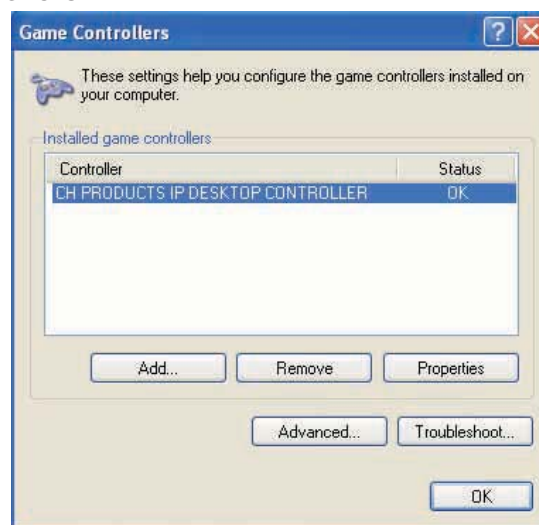 Game Controllers
These settings help you configure the game controllers installed on
your computer.
Installed game controllers
Controller Status
CH PRODUCTS IP DESKTOP CONTROLLER OK
Add... Remove Properties
Advanced... Troubleshoot...
OK